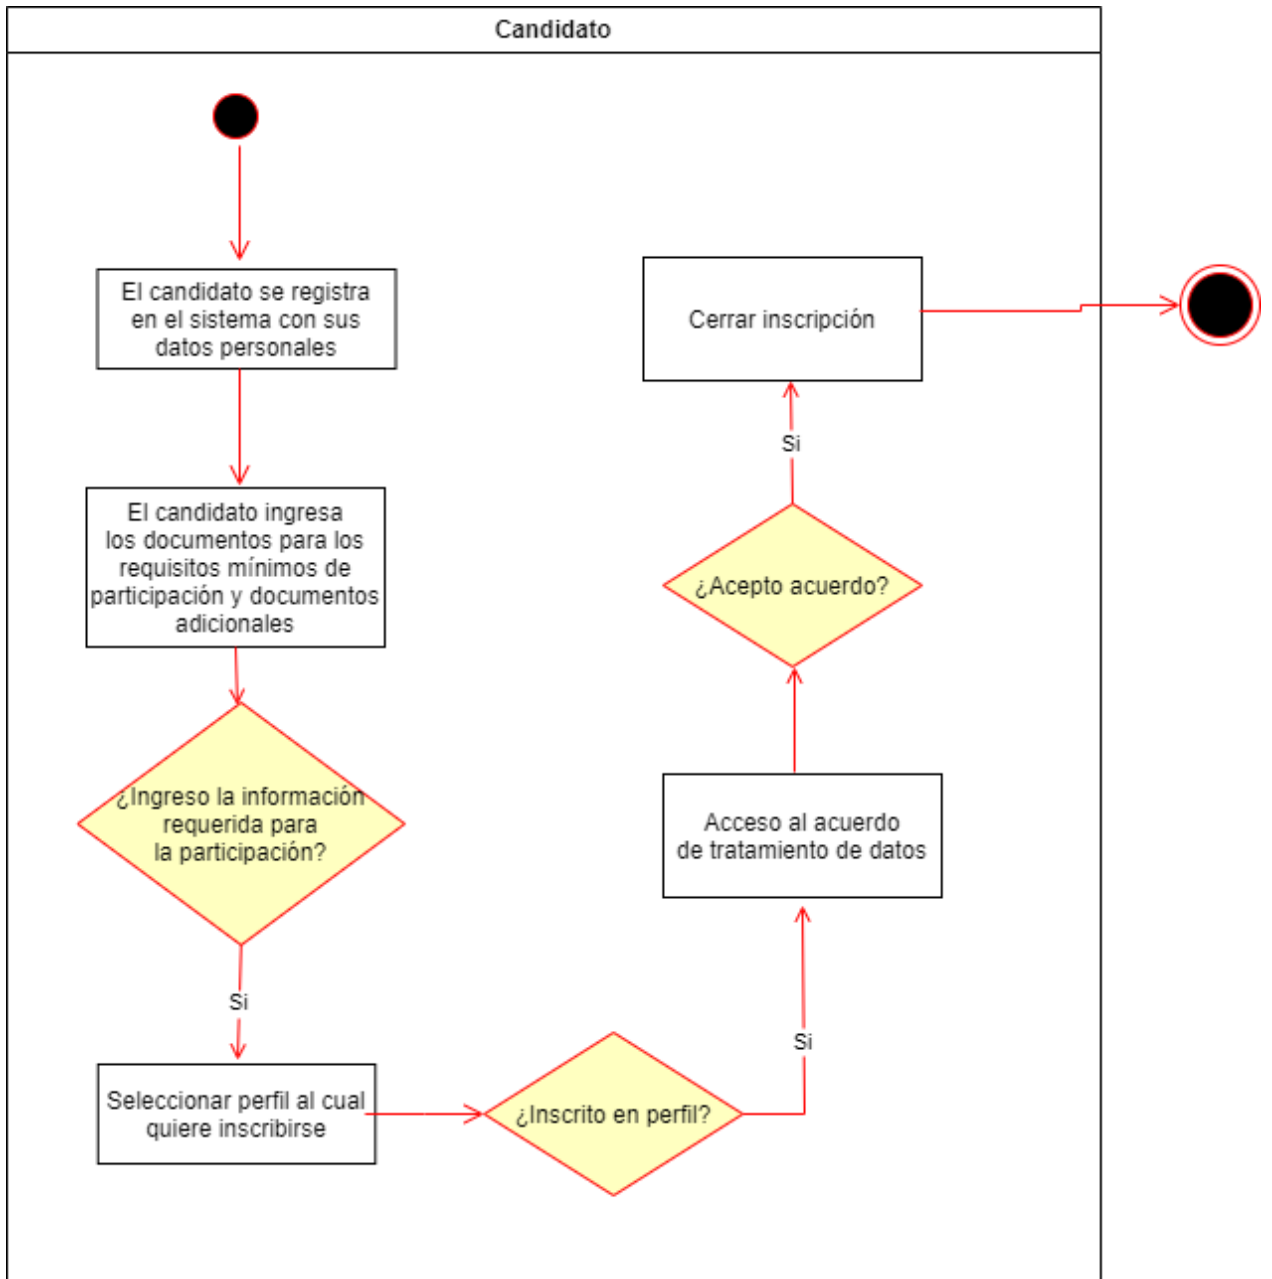 Candidato
El candidato se registra
en el sistema con sus
datos personales
El candidato ingresa
los documentos para los
requisitos mínimos de
participación y documentos
adicionales
¿Ingreso la información
requerida para
la participación?
Si
Seleccionar perfil al cual
quiere inscribirse
¿Inscrito en perfil?
Si
Acceso al acuerdo
de tratamiento de datos
¿Acepto acuerdo?
Si
Cerrar inscripción